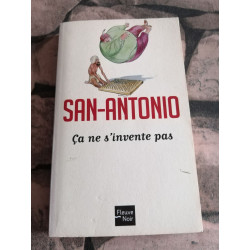 SAN-ANTONIO
Ça ne s'invente pas
Fleuve
Noir